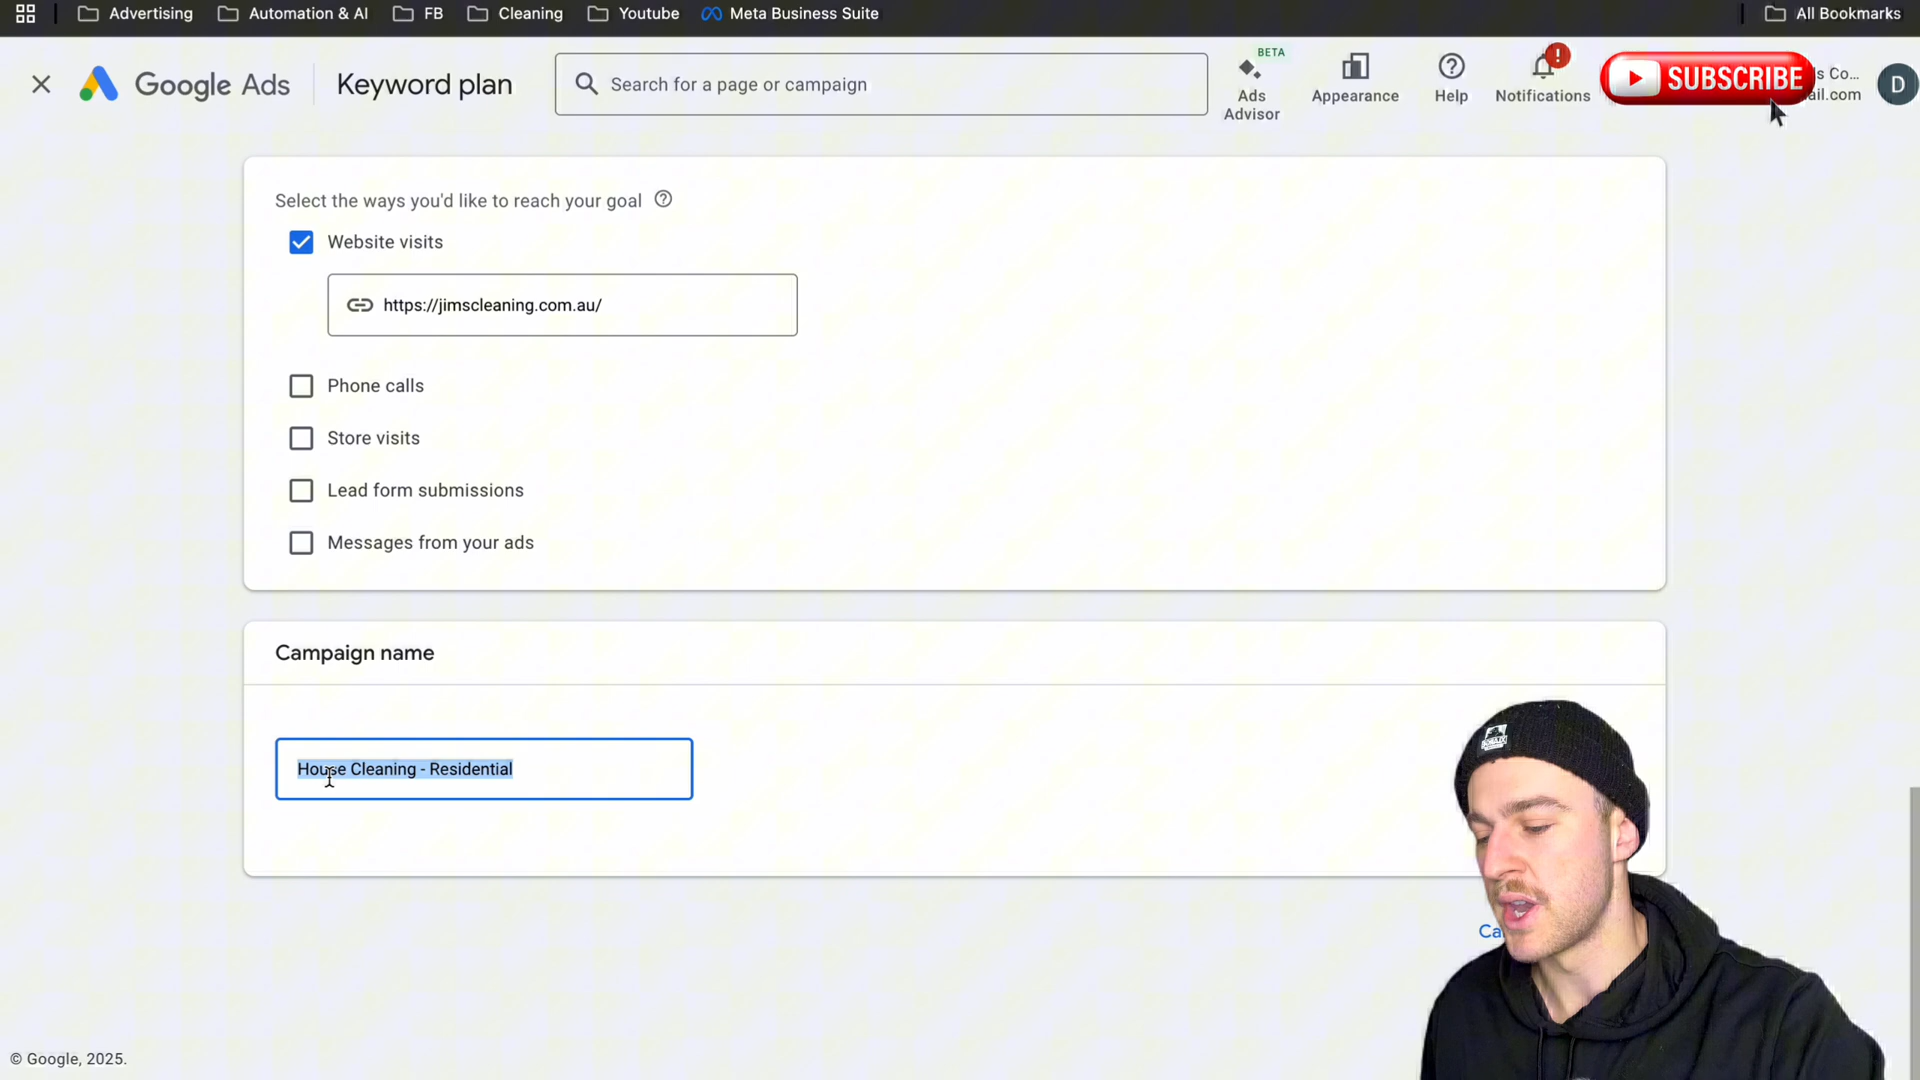 Advertising Automation & AI FB Cleaning Youtube Meta Business Suite All Bookmarks
Google Ads Keyword plan Search for a page or campaign
BETA
Ads Advisor
Appearance
Help
!
Notifications
SUBSCRIBE
s Co...
ail.com
D
Select the ways you'd like to reach your goal
Website visits
https://jimscleaning.com.au/
Phone calls
Store visits
Lead form submissions
Messages from your ads
Campaign name
House Cleaning - Residential
© Google, 2025.